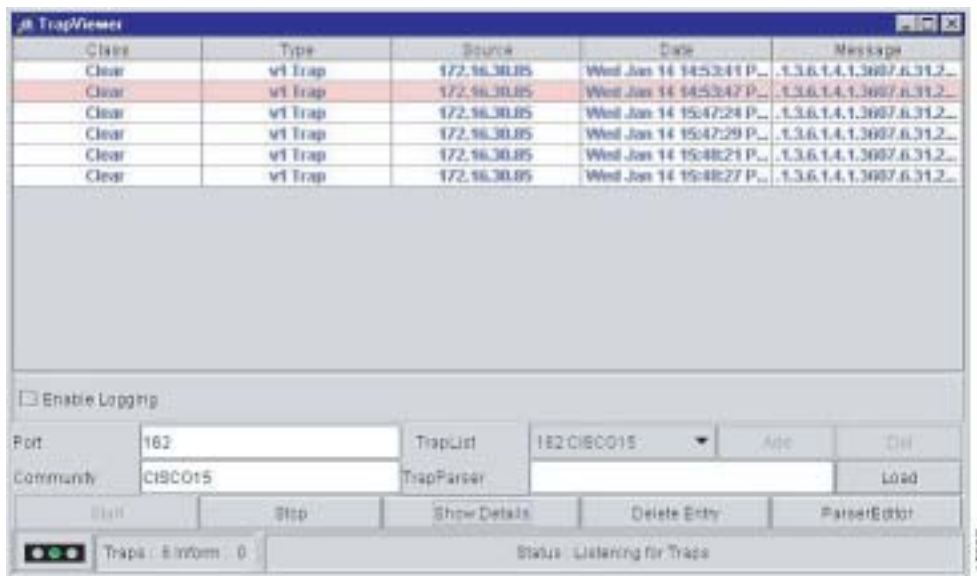 TrapViewer
Class Type Source Date Message
Clear v1 Trap 172.16.30.85 Wed Jan 14 14:53:41 P... .1.3.6.1.4.1.3607.6.31.2...
Clear v1 Trap 172.16.30.85 Wed Jan 14 14:53:47 P... .1.3.6.1.4.1.3607.6.31.2...
Clear v1 Trap 172.16.30.85 Wed Jan 14 15:47:24 P... .1.3.6.1.4.1.3607.6.31.2...
Clear v1 Trap 172.16.30.85 Wed Jan 14 15:47:29 P... .1.3.6.1.4.1.3607.6.31.2...
Clear v1 Trap 172.16.30.85 Wed Jan 14 15:48:21 P... .1.3.6.1.4.1.3607.6.31.2...
Clear v1 Trap 172.16.30.85 Wed Jan 14 15:48:27 P... .1.3.6.1.4.1.3607.6.31.2...
Enable Logging
Port 162 TrapList 162:CISCO15 Add Del
Community CISCO15 TrapParser Load
Start Stop Show Details Delete Entry ParserEditor
Traps : 6 Inform : 0 Status : Listening for Traps